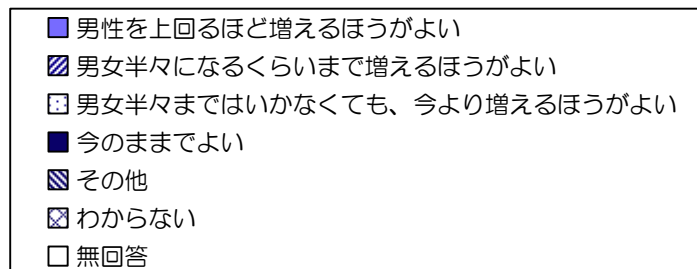 男性を上回るほど増えるほうがよい
男女半々になるくらいまで増えるほうがよい
男女半々まではいかなくても、今より増えるほうがよい
今のままでよい
その他
わからない
無回答